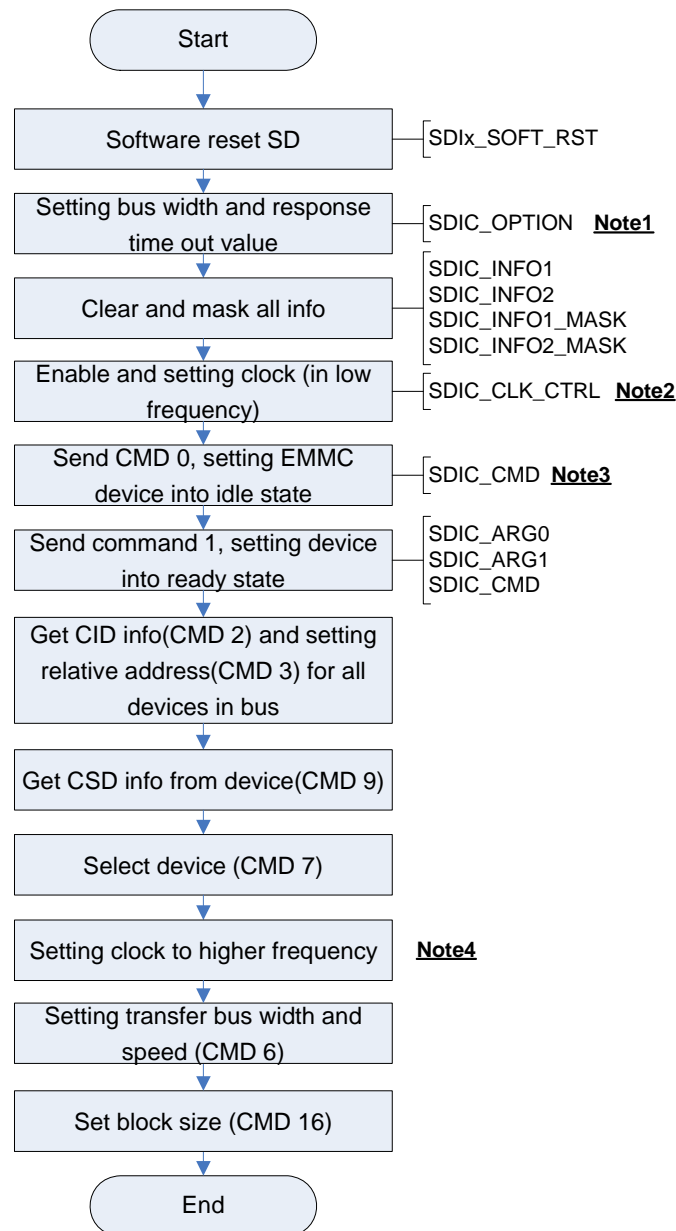 Start
Software reset SD
SDIx_SOFT_RST
Setting bus width and response
time out value
SDIC_OPTION Note1
Clear and mask all info
SDIC_INFO1
SDIC_INFO2
SDIC_INFO1_MASK
SDIC_INFO2_MASK
Enable and setting clock (in low
frequency)
SDIC_CLK_CTRL Note2
Send CMD 0, setting EMMC
device into idle state
SDIC_CMD Note3
Send command 1, setting device
into ready state
SDIC_ARG0
SDIC_ARG1
SDIC_CMD
Get CID info(CMD 2) and setting
relative address(CMD 3) for all
devices in bus
Get CSD info from device(CMD 9)
Select device (CMD 7)
Setting clock to higher frequency
Note4
Setting transfer bus width and
speed (CMD 6)
Set block size (CMD 16)
End